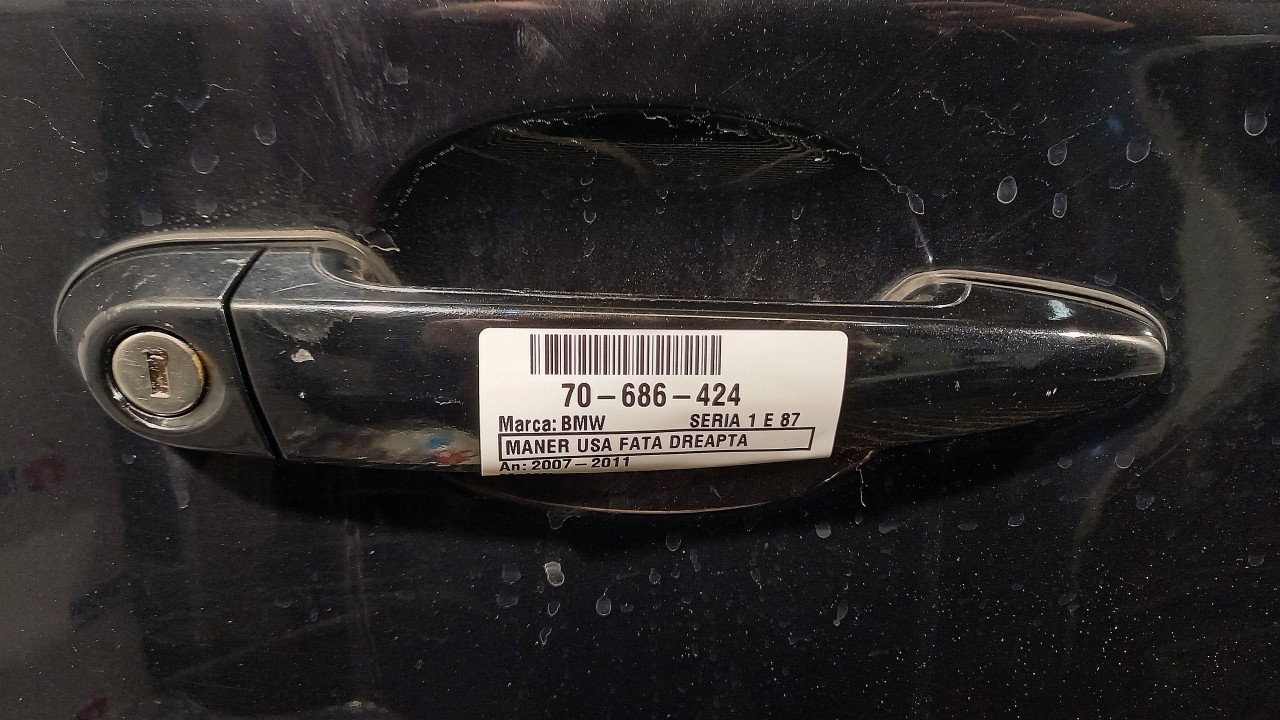 70-686-424
Marca: BMW SERIA 1 E 87
MANER USA FATA DREAPTA
An: 2007-2011